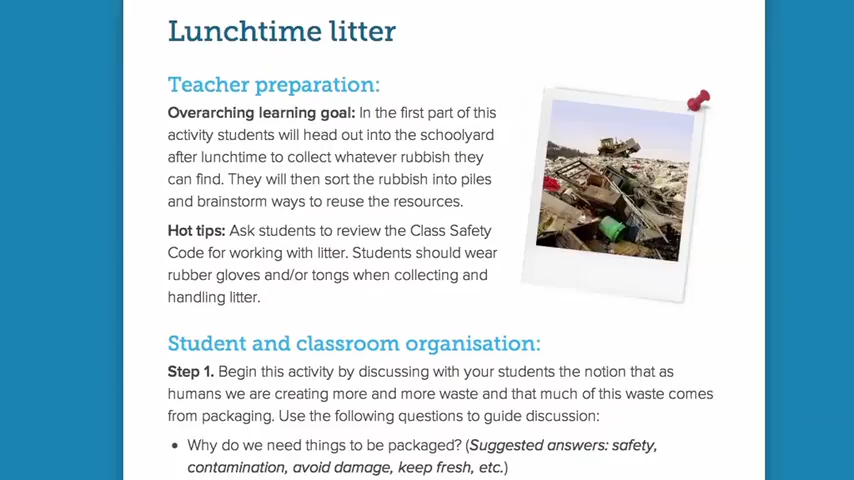 Lunchtime litter
Teacher preparation:
Overarching learning goal: In the first part of this
activity students will head out into the schoolyard
after lunchtime to collect whatever rubbish they
can find. They will then sort the rubbish into piles
and brainstorm ways to reuse the resources.
Hot tips: Ask students to review the Class Safety
Code for working with litter. Students should wear
rubber gloves and/or tongs when collecting and
handling litter.
Student and classroom organisation:
Step 1. Begin this activity by discussing with your students the notion that as
humans we are creating more and more waste and that much of this waste comes
from packaging. Use the following questions to guide discussion:
• Why do we need things to be packaged? (Suggested answers: safety,
contamination, avoid damage, keep fresh, etc.)